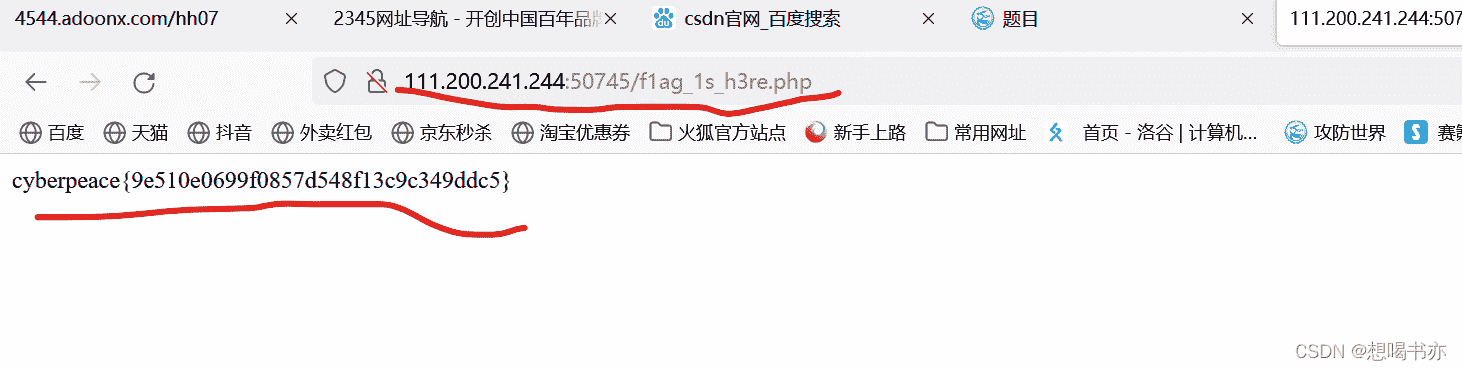 4544.adoonx.com/hh07 2345网址导航 - 开创中国百年品牌 csdn官网_百度搜索 题目 111.200.241.244:507
111.200.241.244:50745/f1ag_1s_h3re.php
百度 天猫 抖音 外卖红包 京东秒杀 淘宝优惠券 火狐官方站点 新手上路 常用网址 首页 - 洛谷 | 计算机... 攻防世界
cyberpeace{9e510e0699f0857d548f13c9c349ddc5}
CSDN @想喝书亦